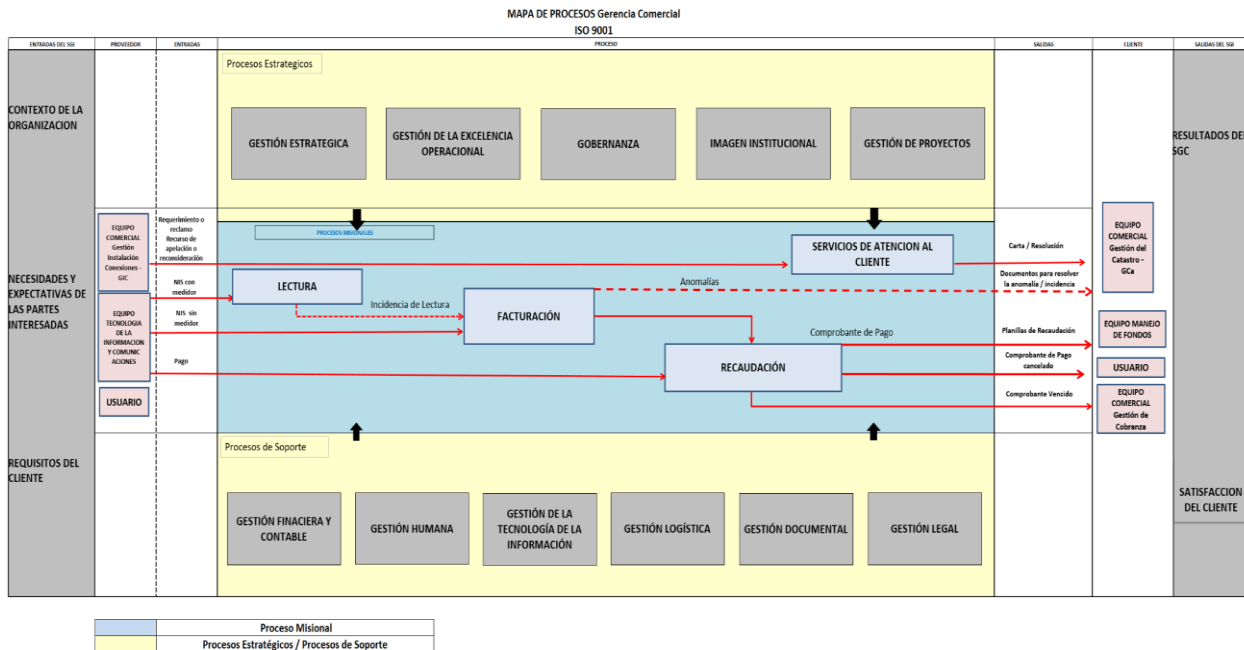 MAPA DE PROCESOS Gerencia Comercial
ISO 9001
ENTRADAS DEL SGI
PROVEEDOR
ENTRADAS
PROCESO
SALIDAS
CLIENTE
SALIDAS DEL SGI
Procesos Estrategicos
CONTEXTO DE LA
ORGANIZACION
GESTIÓN ESTRATEGICA
GESTIÓN DE LA EXCELENCIA
OPERACIONAL
GOBERNANZA
IMAGEN INSTITUCIONAL
GESTIÓN DE PROYECTOS
RESULTADOS DEL
SGC
NECESIDADES Y
EXPECTATIVAS DE
LAS PARTES
INTERESADAS
EQUIPO
COMERCIAL
Gestión
Instalación
Conexiones -
GIC
EQUIPO
TECNOLOGIA
DE LA
INFORMACION
Y COMUNIC
ACIONES
USUARIO
Requerimiento o
reclamo
Recurso de
apelación o
reconsideración
NIS con
medidor
NIS sin
medidor
Pago
PROCESOS MISIONALES
LECTURA
Incidencia de Lectura
FACTURACIÓN
SERVICIOS DE ATENCION AL
CLIENTE
Anomalías
Comprobante de Pago
RECAUDACIÓN
Carta / Resolución
Documentos para resolver
la anomalía / incidencia
Planillas de Recaudación
Comprobante de Pago
cancelado
Comprobante Vencido
EQUIPO
COMERCIAL
Gestión del
Catastro -
GCa
EQUIPO MANEJO
DE FONDOS
USUARIO
EQUIPO
COMERCIAL
Gestión de
Cobranza
REQUISITOS DEL
CLIENTE
Procesos de Soporte
GESTIÓN FINACIERA Y
CONTABLE
GESTIÓN HUMANA
GESTIÓN DE LA
TECNOLOGÍA DE LA
INFORMACIÓN
GESTIÓN LOGÍSTICA
GESTIÓN DOCUMENTAL
GESTIÓN LEGAL
SATISFACCION
DEL CLIENTE
Proceso Misional
Procesos Estratégicos / Procesos de Soporte